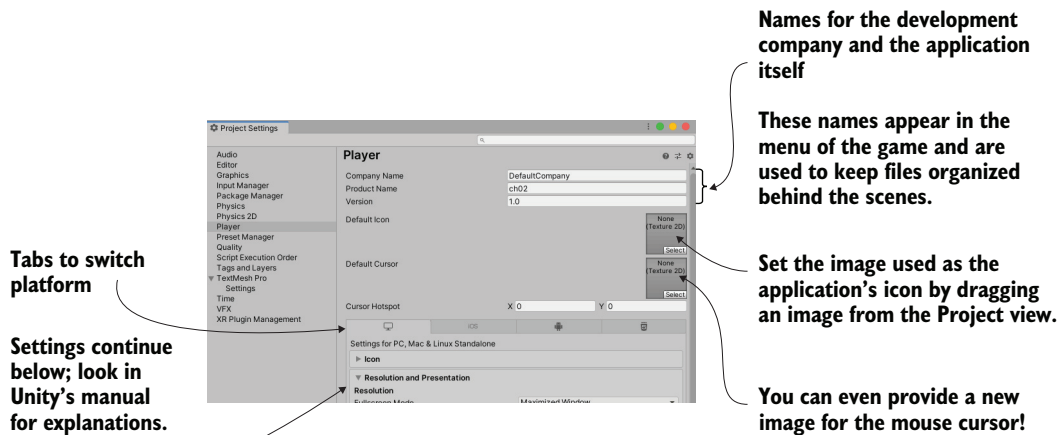 Names for the development
company and the application
itself
These names appear in the
menu of the game and are
used to keep files organized
behind the scenes.
Project Settings
Audio
Editor
Graphics
Input Manager
Package Manager
Physics
Physics 2D
Player
Preset Manager
Quality
Script Execution Order
Tags and Layers
TextMesh Pro
Settings
Time
VFX
XR Plugin Management
Player
Company Name DefaultCompany
Product Name ch02
Version 1.0
Default Icon
None
(Texture 2D)
Select
Default Cursor
None
(Texture 2D)
Select
Cursor Hotspot X 0 Y 0
iOS
Settings for PC, Mac & Linux Standalone
Icon
Resolution and Presentation
Resolution
Fullscreen Mode Maximized Window
Tabs to switch
platform
Settings continue
below; look in
Unity's manual
for explanations.
Set the image used as the
application's icon by dragging
an image from the Project view.
You can even provide a new
image for the mouse cursor!